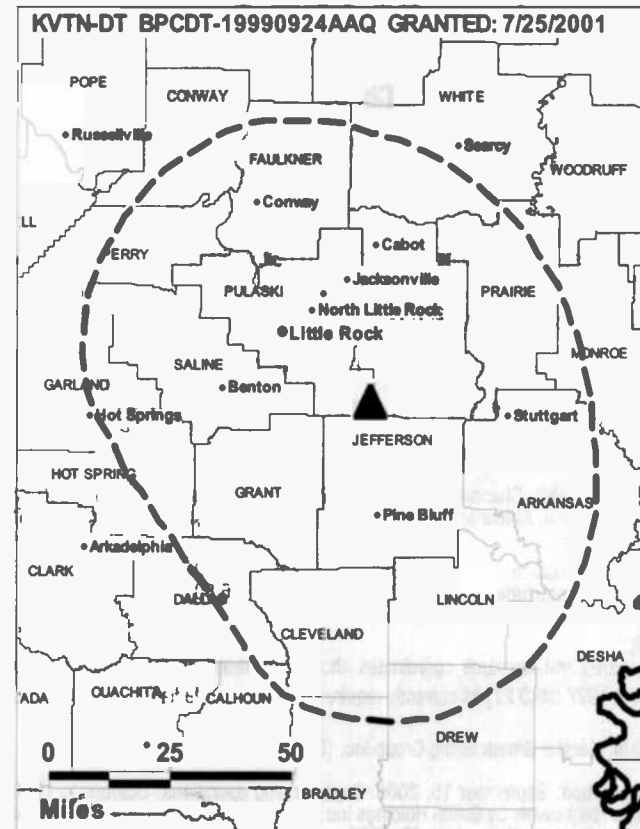 KVTN-DT BPCDT-19990924AAQ GRANTED: 7/25/2001
POPE
CONWAY
WHITE
Russellville
Searcy
FAULKNER
WOODRUFF
Conway
LL
ERRY
Cabot
Jacksonville
PULASKI
PRAIRIE
North Little Rock
Little Rock
MONROE
SALINE
GARLAND
Benton
Hot Springs
Stuttgart
JEFFERSON
HOT SPRING
GRANT
ARKANSAS
Pine Bluff
Arkadelphia
CLARK
DALLAS
LINCOLN
CLEVELAND
DESHA
ADA
OUACHITA
CALHOUN
DREW
0 25 50
BRADLEY
Miles